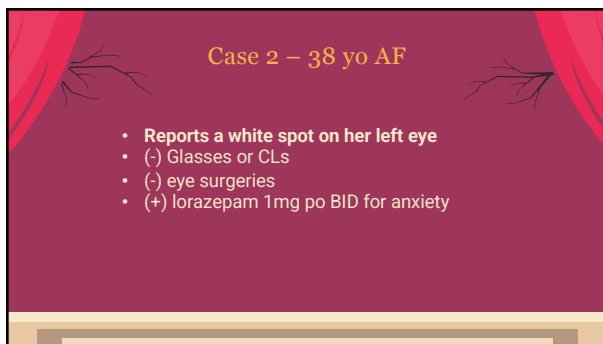 Case 2 – 38 yo AF
• Reports a white spot on her left eye
• (-) Glasses or CLs
• (-) eye surgeries
• (+) lorazepam 1mg po BID for anxiety